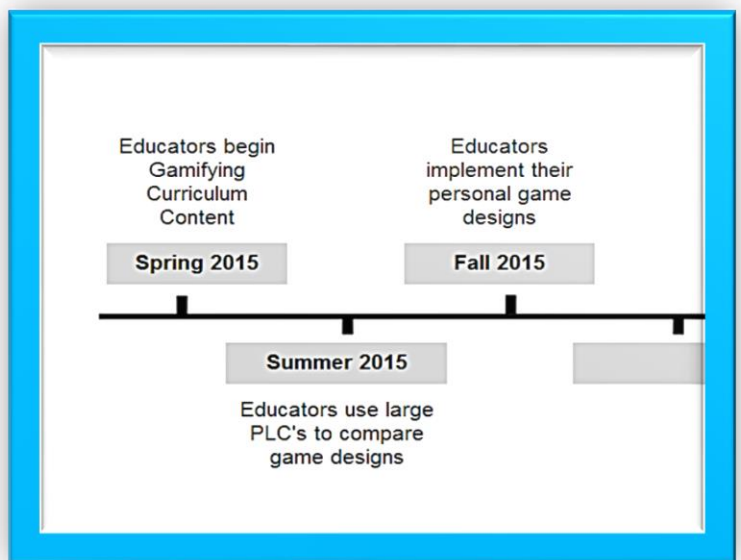 Educators begin
Gamifying
Curriculum
Content
Spring 2015
Educators
implement their
personal game
designs
Fall 2015
Summer 2015
Educators use large
PLC's to compare
game designs